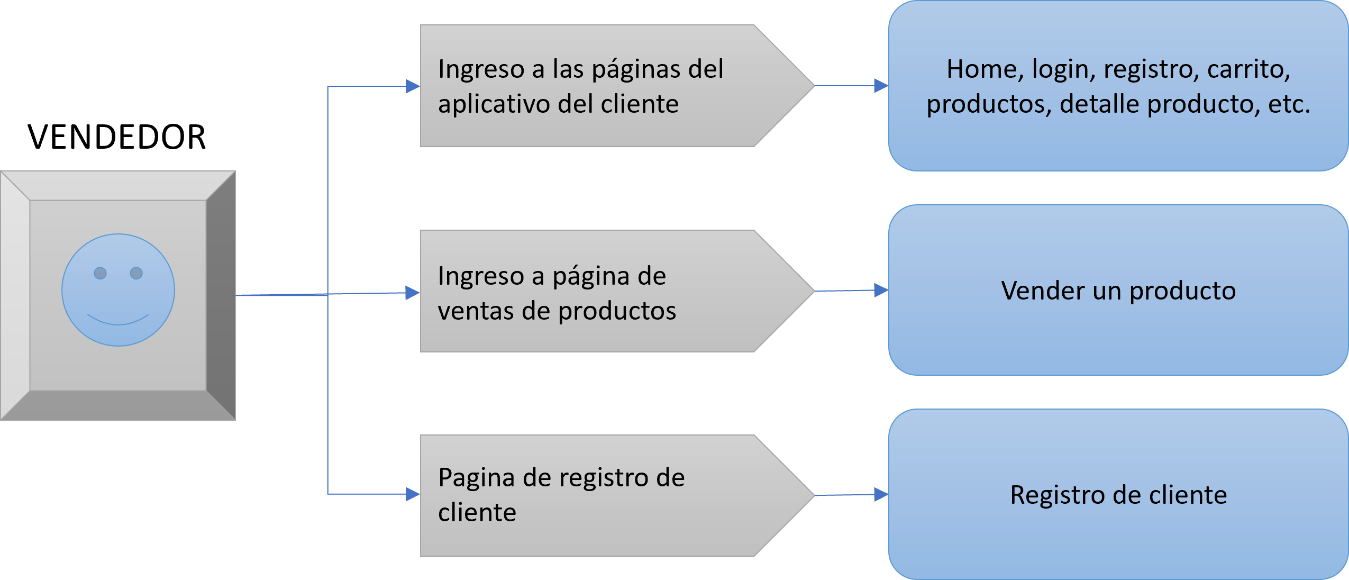 VENDEDOR
Ingreso a las páginas del
aplicativo del cliente
Home, login, registro, carrito,
productos, detalle producto, etc.
Ingreso a página de
ventas de productos
Vender un producto
Pagina de registro de
cliente
Registro de cliente